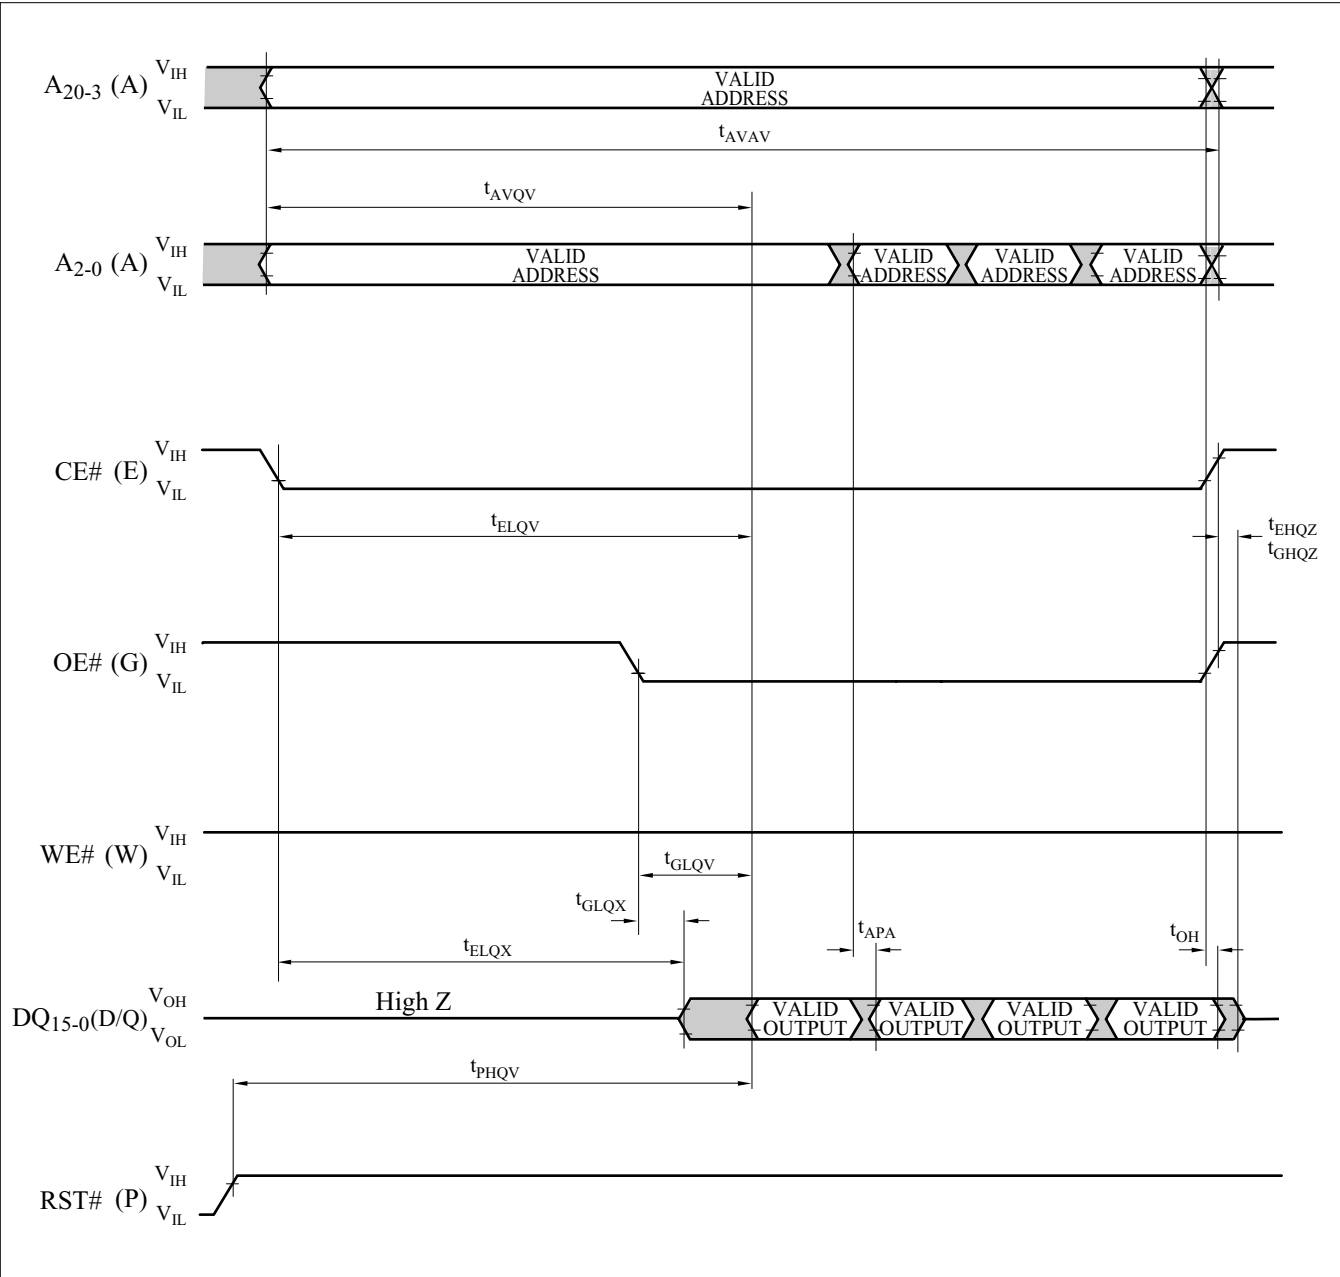 A20-3 (A) VIH VIL
VALID ADDRESS
tAVAV
tAVQV
A2-0 (A) VIH VIL
VALID ADDRESS
VALID ADDRESS
VALID ADDRESS
VALID ADDRESS
CE# (E) VIH VIL
tELQV
tEHQZ
tGHQZ
OE# (G) VIH VIL
WE# (W) VIH VIL
tGLQV
tGLQX
tELQX
tAPA
tOH
DQ15-0(D/Q) VOH VOL
High Z
VALID OUTPUT
VALID OUTPUT
VALID OUTPUT
VALID OUTPUT
tPHQV
RST# (P) VIH VIL